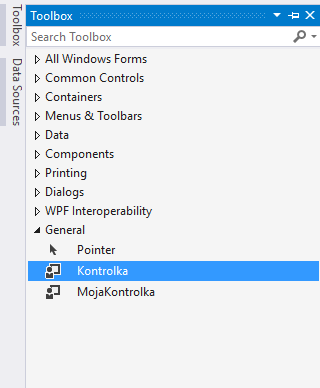 Toolbox
Data Sources
Toolbox
Search Toolbox
All Windows Forms
Common Controls
Containers
Menus & Toolbars
Data
Components
Printing
Dialogs
WPF Interoperability
General
Pointer
Kontrolka
MojaKontrolka